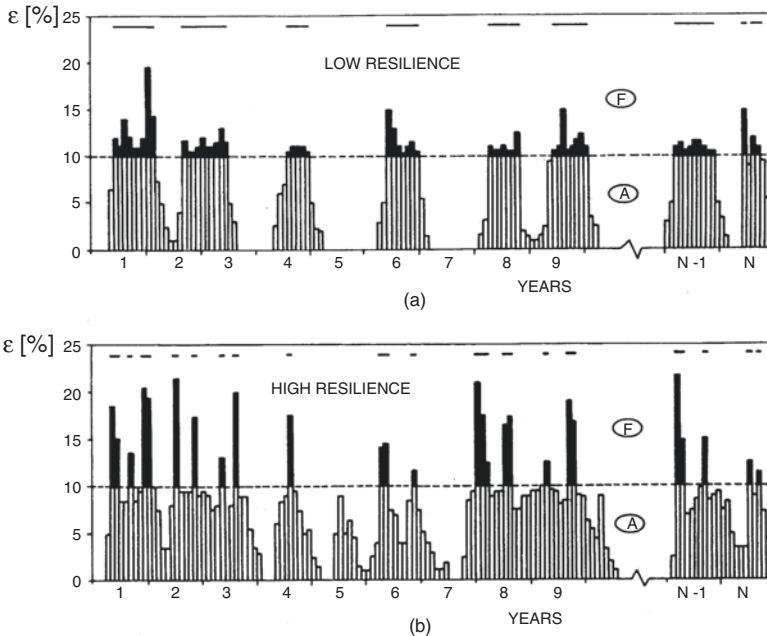 ε [%]
25
20
15
10
5
0
LOW RESILIENCE
F
A
1 2 3 4 5 6 7 8 9 N -1 N
YEARS
(a)
ε [%]
25
20
15
10
5
0
HIGH RESILIENCE
F
A
1 2 3 4 5 6 7 8 9 N -1 N
YEARS
(b)